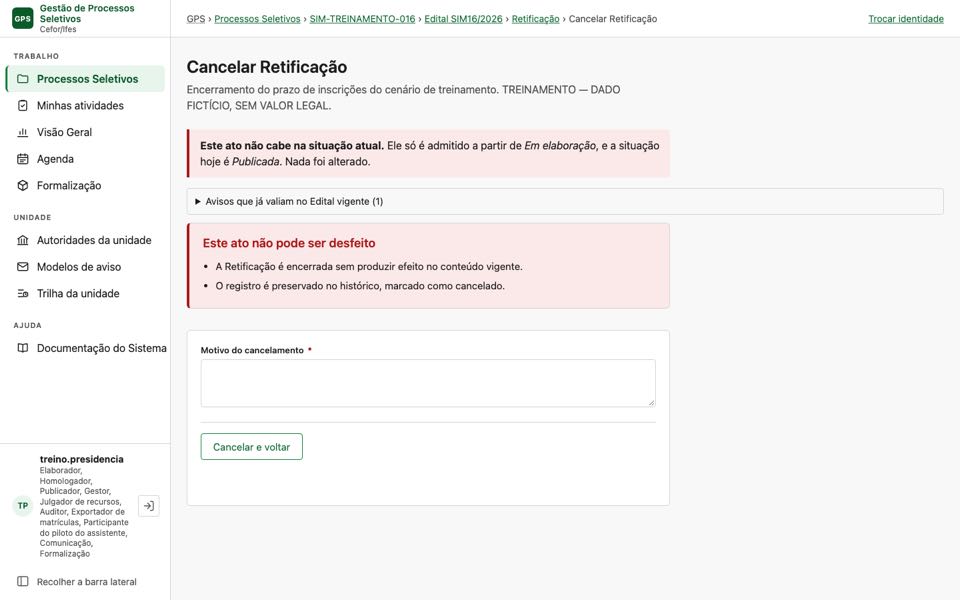 GPS
Gestão de Processos
Seletivos
Cefor/Ifes
GPS › Processos Seletivos › SIM-TREINAMENTO-016 › Edital SIM16/2026 › Retificação › Cancelar Retificação
Trocar identidade
TRABALHO
Processos Seletivos
Minhas atividades
Visão Geral
Agenda
Formalização
UNIDADE
Autoridades da unidade
Modelos de aviso
Trilha da unidade
AJUDA
Documentação do Sistema
Cancelar Retificação
Encerramento do prazo de inscrições do cenário de treinamento. TREINAMENTO — DADO
FICTÍCIO, SEM VALOR LEGAL.
Este ato não cabe na situação atual. Ele só é admitido a partir de Em elaboração, e a situação
hoje é Publicada. Nada foi alterado.
▶ Avisos que já valiam no Edital vigente (1)
Este ato não pode ser desfeito
• A Retificação é encerrada sem produzir efeito no conteúdo vigente.
• O registro é preservado no histórico, marcado como cancelado.
Motivo do cancelamento *
Cancelar e voltar
TP
treino.presidencia
Elaborador,
Homologador,
Publicador, Gestor,
Julgador de recursos,
Auditor, Exportador de
matrículas, Participante
do piloto do assistente,
Comunicação,
Formalização
Recolher a barra lateral